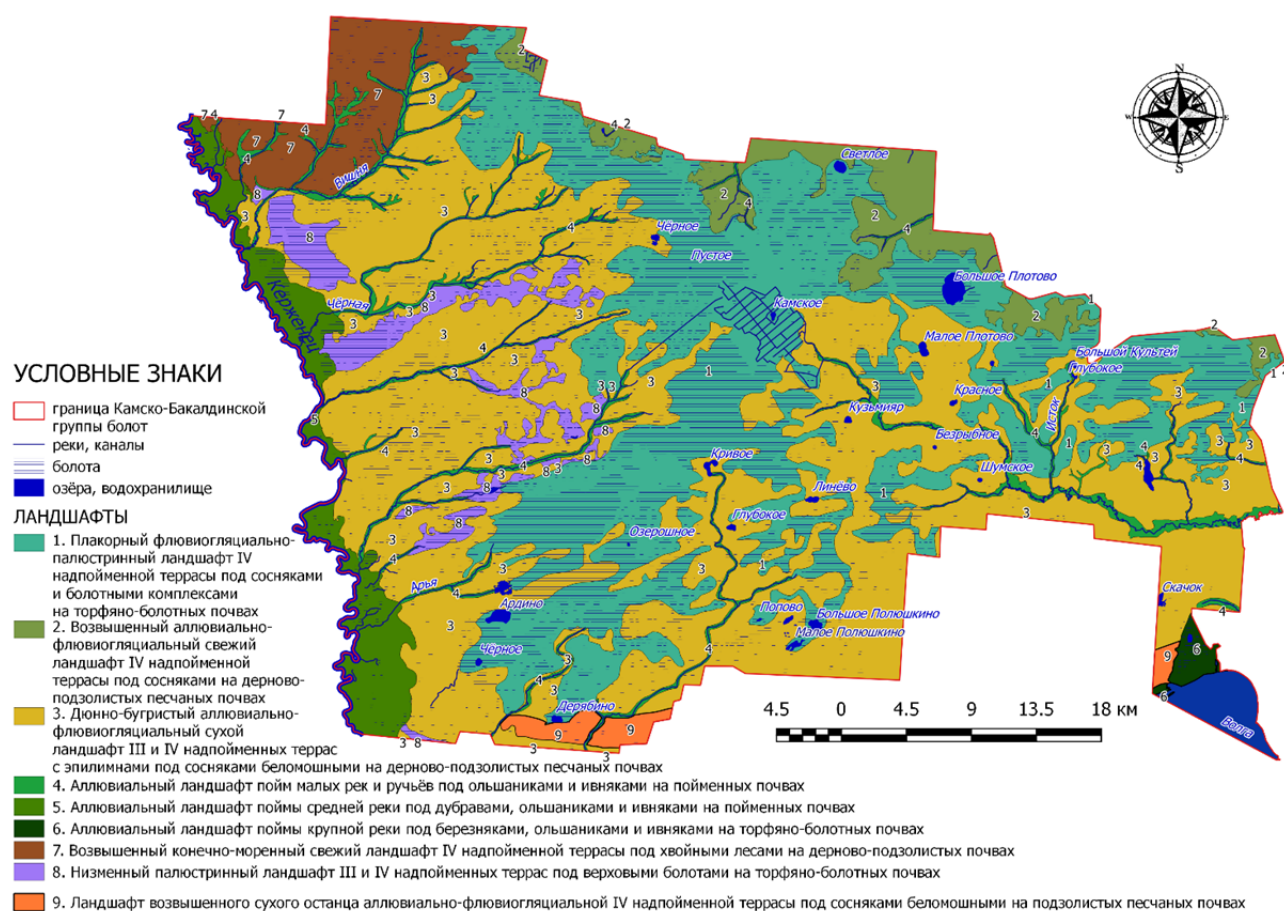 N
W
E
S
Светлое
Вишня
Чёрное
Пустое
Большое Плотово
Керженец
Чёрная
Камское
Малое Плотово
Большой Культей
Глубокое
Красное
Исток
Кузьмияр
Безрыбное
Шумское
Кривое
Линёво
Глубокое
Озерошное
Арья
Ардино
Попово
Большое Полюшкино
Малое Полюшкино
Чёрное
Дерябино
Скачок
Волга
4.5 0 4.5 9 13.5 18 км
УСЛОВНЫЕ ЗНАКИ
граница Камско-Бакалдинской
группы болот
реки, каналы
болота
озёра, водохранилище
ЛАНДШАФТЫ
1. Плакорный флювиогляциально-
палюстринный ландшафт IV
надпойменной террасы под сосняками
и болотными комплексами
на торфяно-болотных почвах
2. Возвышенный аллювиально-
флювиогляциальный свежий
ландшафт IV надпойменной
террасы под сосняками на дерново-
подзолистых песчаных почвах
3. Дюнно-бугристый аллювиально-
флювиогляциальный сухой
ландшафт III и IV надпойменных террас
с эпилимнами под сосняками беломошными на дерново-подзолистых песчаных почвах
4. Аллювиальный ландшафт пойм малых рек и ручьёв под ольшаниками и ивняками на пойменных почвах
5. Аллювиальный ландшафт поймы средней реки под дубравами, ольшаниками и ивняками на пойменных почвах
6. Аллювиальный ландшафт поймы крупной реки под березняками, ольшаниками и ивняками на торфяно-болотных почвах
7. Возвышенный конечно-моренный свежий ландшафт IV надпойменной террасы под хвойными лесами на дерново-подзолистых почвах
8. Низменный палюстринный ландшафт III и IV надпойменных террас под верховыми болотами на торфяно-болотных почвах
9. Ландшафт возвышенного сухого останца аллювиально-флювиогляциальной IV надпойменной террасы под сосняками беломошными на подзолистых песчаных почвах